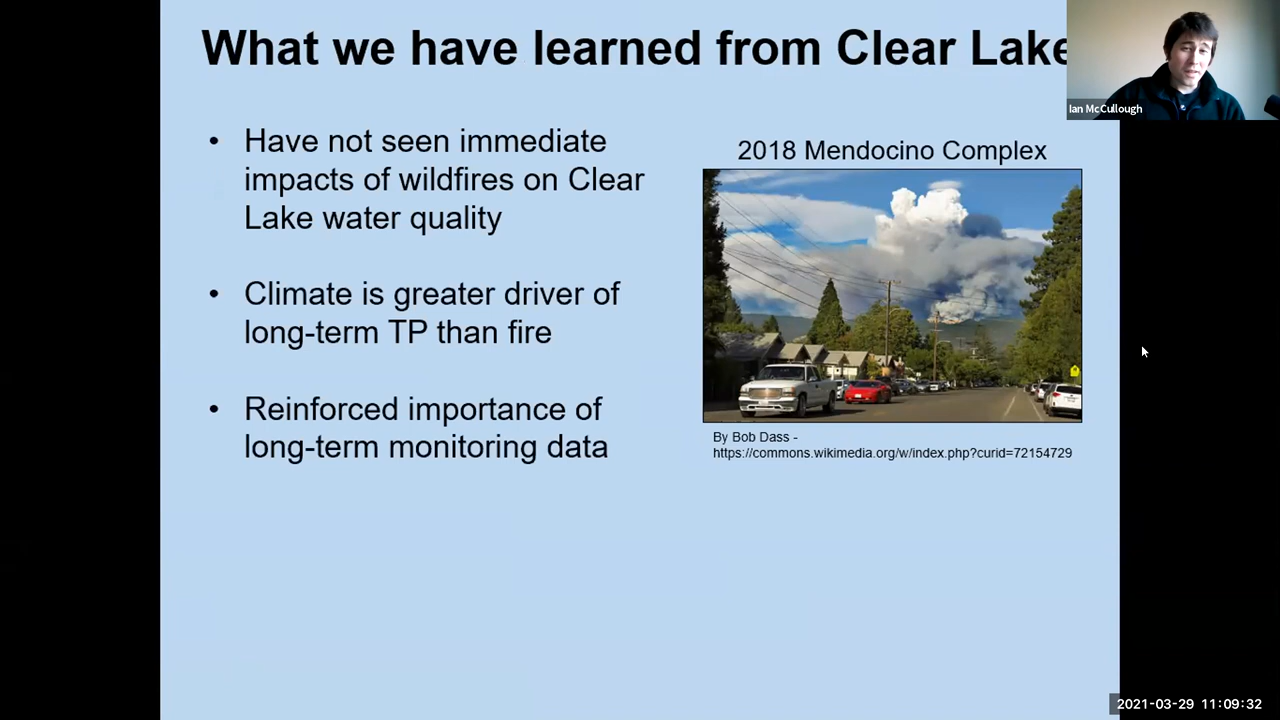 What we have learned from Clear Lake
Ian McCullough
• Have not seen immediate
impacts of wildfires on Clear
Lake water quality
• Climate is greater driver of
long-term TP than fire
• Reinforced importance of
long-term monitoring data
2018 Mendocino Complex
By Bob Dass -
https://commons.wikimedia.org/w/index.php?curid=72154729
2021-03-29 11:09:32